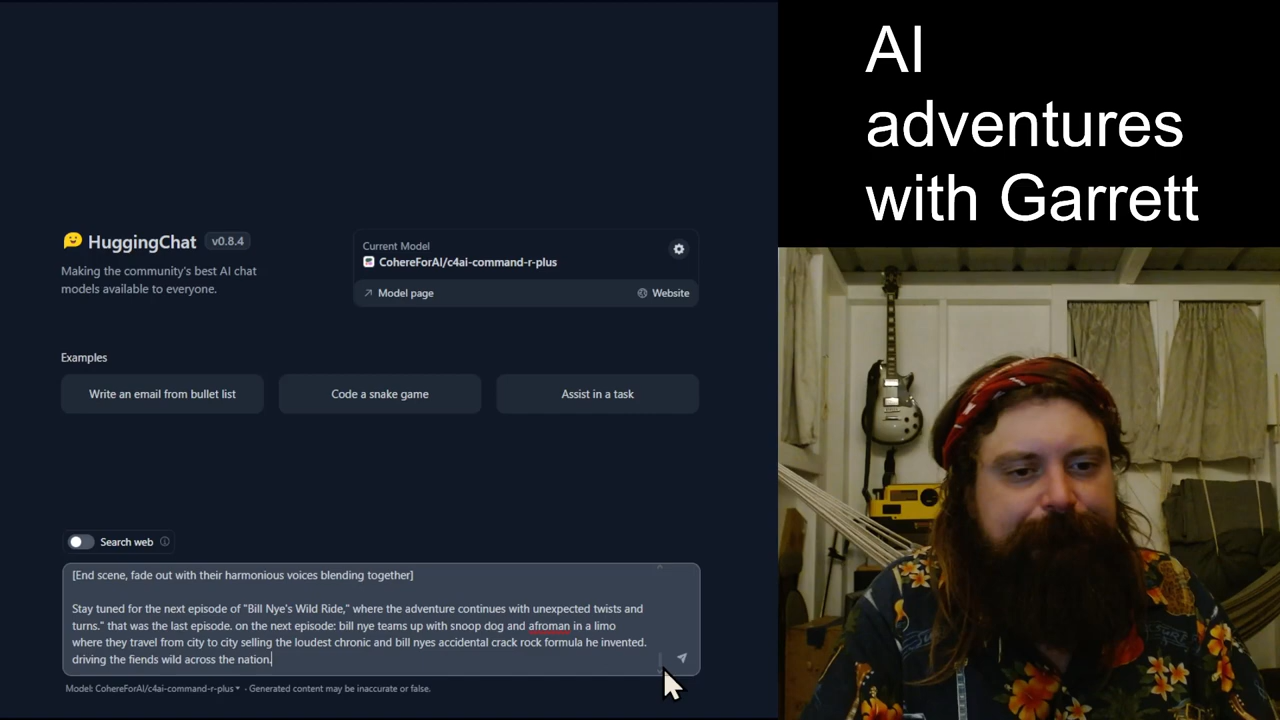 AI
adventures
with Garrett
HuggingChat v0.8.4
Making the community's best AI chat
models available to everyone.
Current Model
CohereForAI/c4ai-command-r-plus
Model page
Website
Examples
Write an email from bullet list
Code a snake game
Assist in a task
Search web
[End scene, fade out with their harmonious voices blending together]
Stay tuned for the next episode of "Bill Nye's Wild Ride," where the adventure continues with unexpected twists and
turns." that was the last episode. on the next episode: bill nye teams up with snoop dog and afroman in a limo
where they travel from city to city selling the loudest chronic and bill nyes accidental crack rock formula he invented.
driving the fiends wild across the nation.
Model: CohereForAI/c4ai-command-r-plus · Generated content may be inaccurate or false.